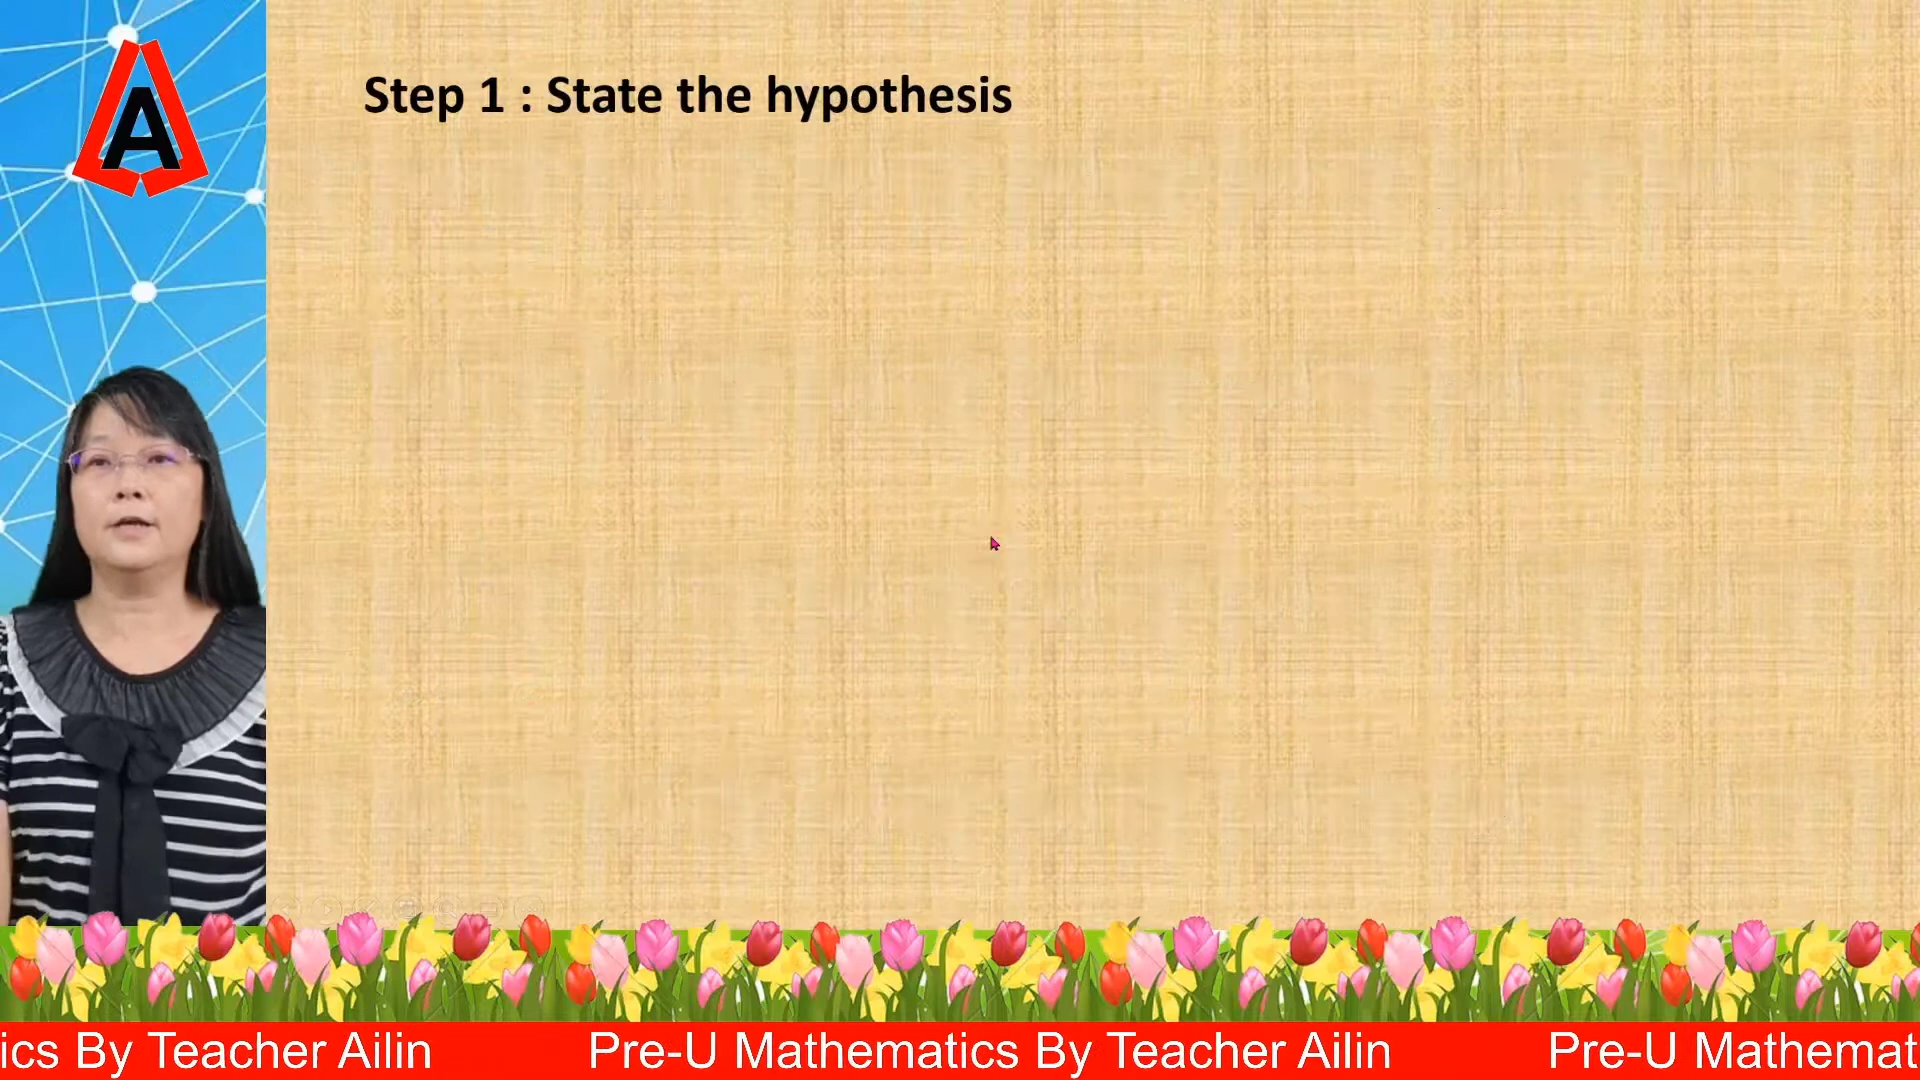 A
Step 1 : State the hypothesis
ics By Teacher Ailin Pre-U Mathematics By Teacher Ailin Pre-U Mathemat